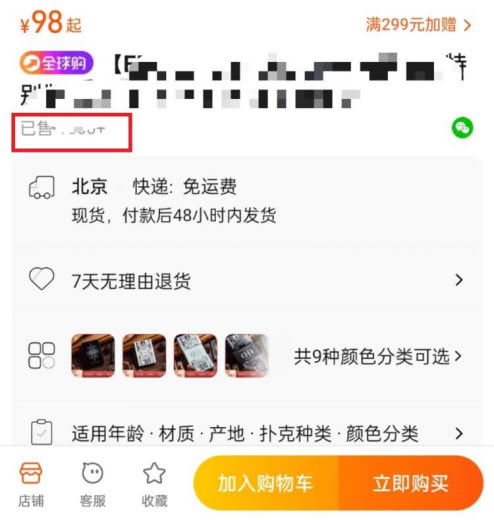 ¥98起
满299元加赠 >
全球购
已售
北京 快递: 免运费
现货，付款后48小时内发货
7天无理由退货 >
共9种颜色分类可选 >
适用年龄 · 材质 · 产地 · 扑克种类 · 颜色分类 >
店铺 客服 收藏 加入购物车 立即购买